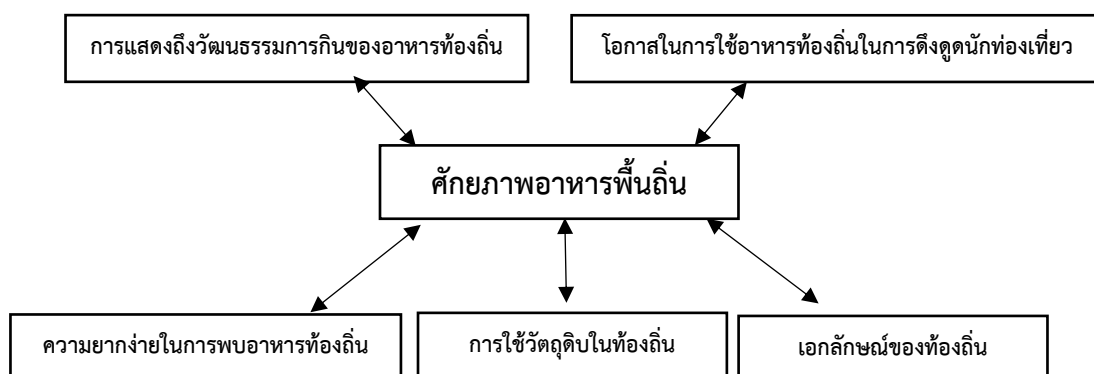 การแสดงถึงวัฒนธรรมการกินของอาหารท้องถิ่น
โอกาสในการใช้อาหารท้องถิ่นในการดึงดูดนักท่องเที่ยว
ศักยภาพอาหารพื้นถิ่น
ความยากง่ายในการพบอาหารท้องถิ่น
การใช้วัตถุดิบในท้องถิ่น
เอกลักษณ์ของท้องถิ่น